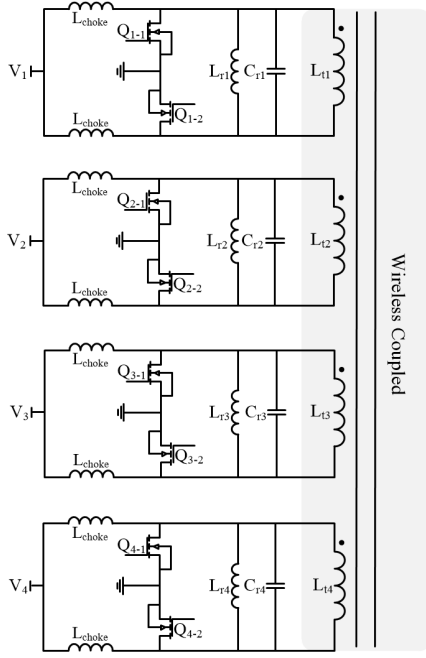 L_choke
Q_1-1
V_1
L_r1 C_r1 L_t1
Q_1-2
L_choke
L_choke
Q_2-1
V_2
L_r2 C_r2 L_t2
Q_2-2
L_choke
L_choke
Q_3-1
V_3
L_r3 C_r3 L_t3
Q_3-2
L_choke
L_choke
Q_4-1
V_4
L_r4 C_r4 L_t4
Q_4-2
L_choke
Wireless Coupled